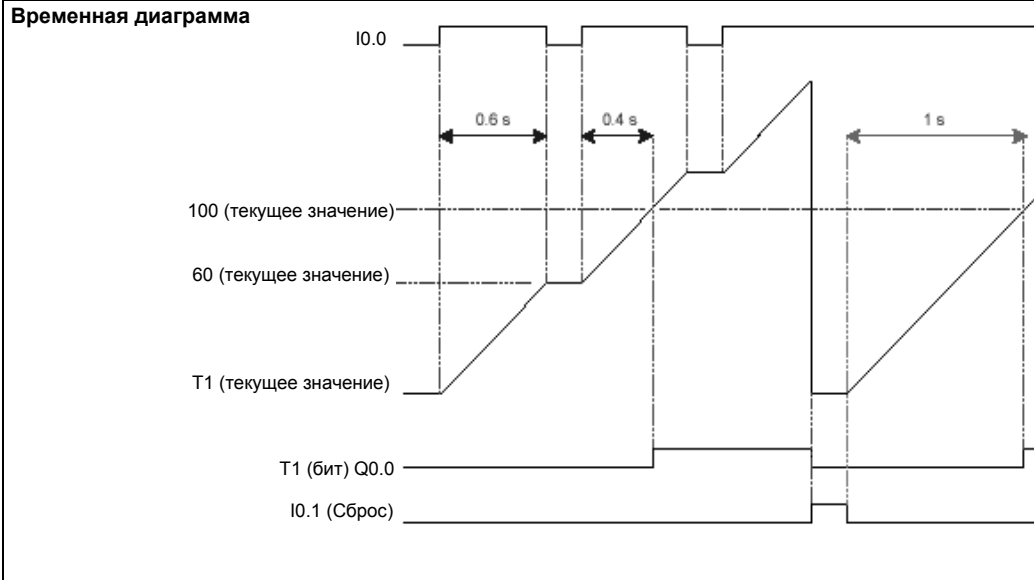 Временная диаграмма
I0.0
0.6 s
0.4 s
1 s
100 (текущее значение)
60 (текущее значение)
T1 (текущее значение)
T1 (бит) Q0.0
I0.1 (Сброс)